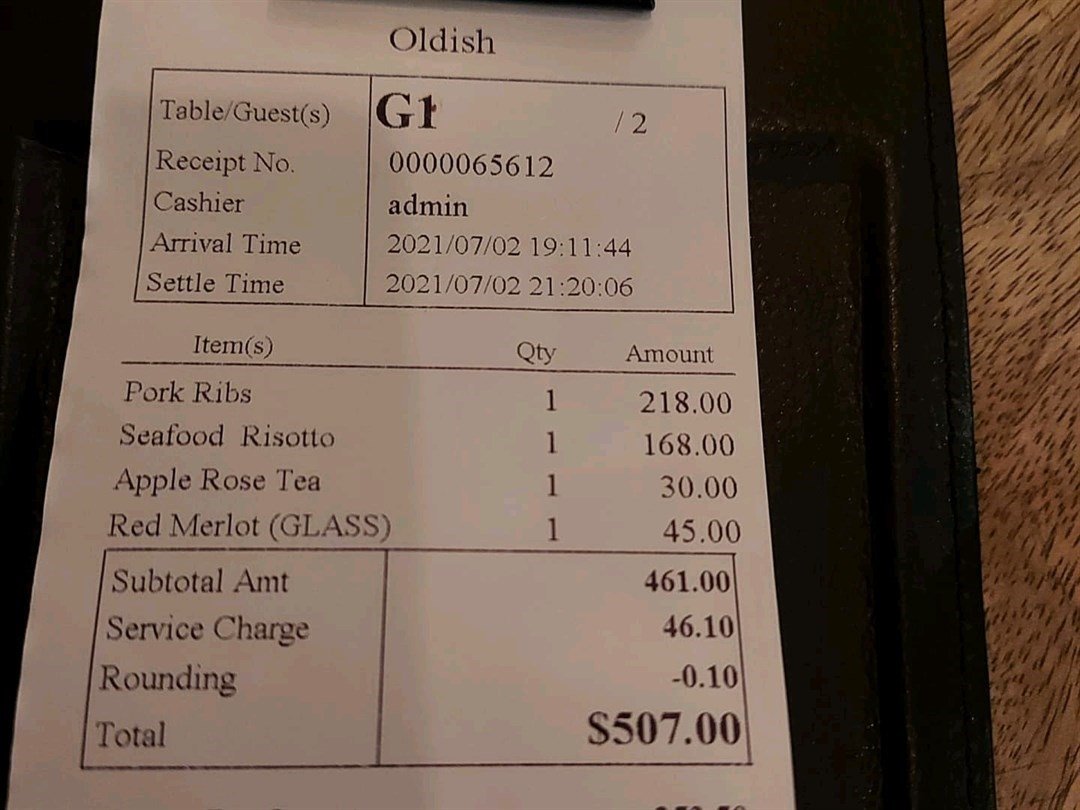 Oldish
Table/Guest(s) G1 / 2
Receipt No. 0000065612
Cashier admin
Arrival Time 2021/07/02 19:11:44
Settle Time 2021/07/02 21:20:06
Item(s) Qty Amount
Pork Ribs 1 218.00
Seafood Risotto 1 168.00
Apple Rose Tea 1 30.00
Red Merlot (GLASS) 1 45.00
Subtotal Amt 461.00
Service Charge 46.10
Rounding -0.10
Total $507.00